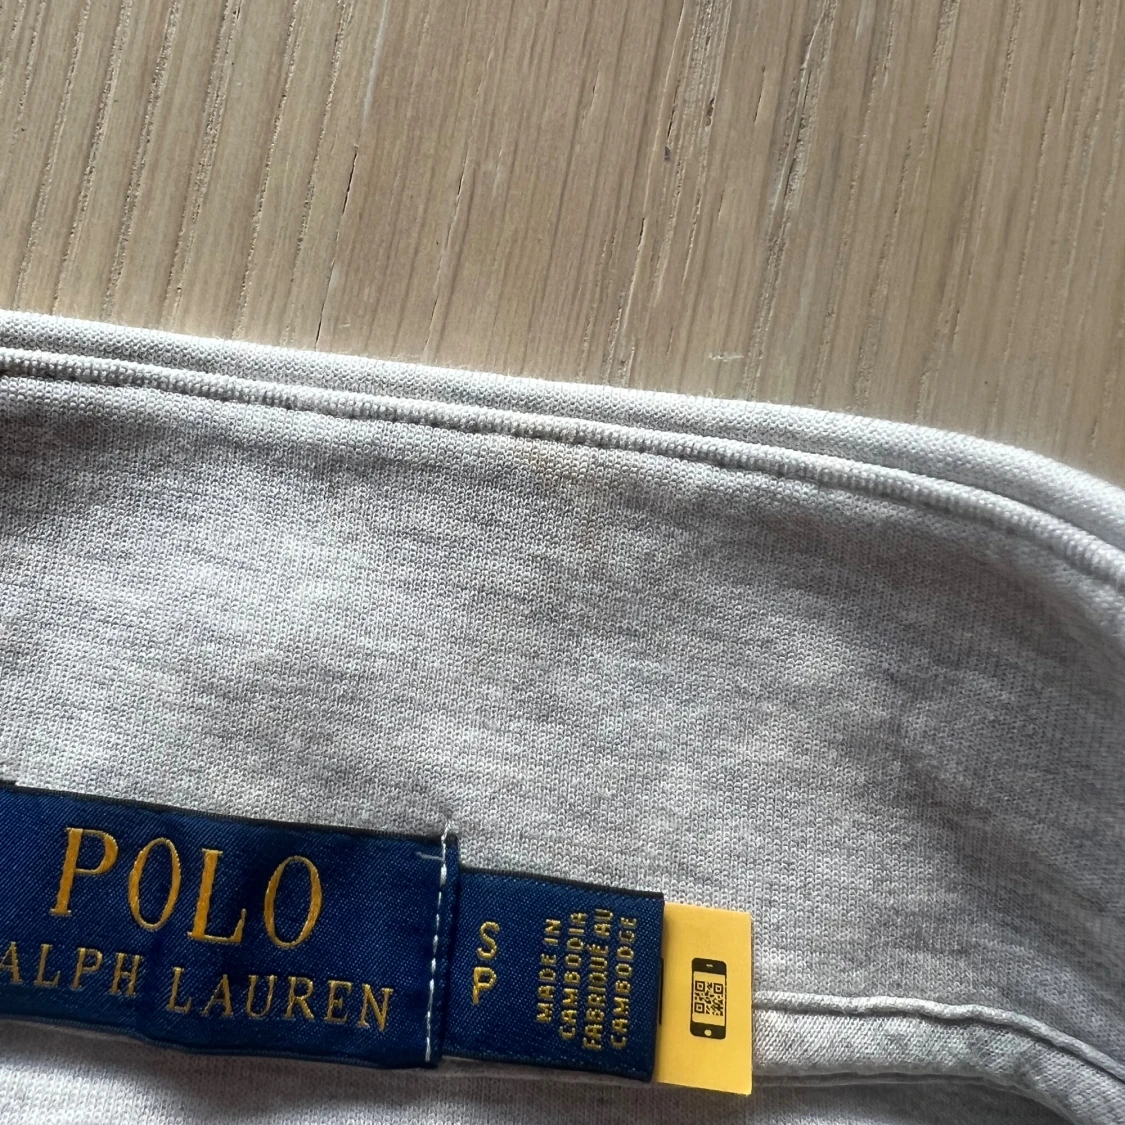 POLO
RALPH LAUREN
S
P
MADE IN
CAMBODIA
FABRIQUÉ AU
CAMBODGE